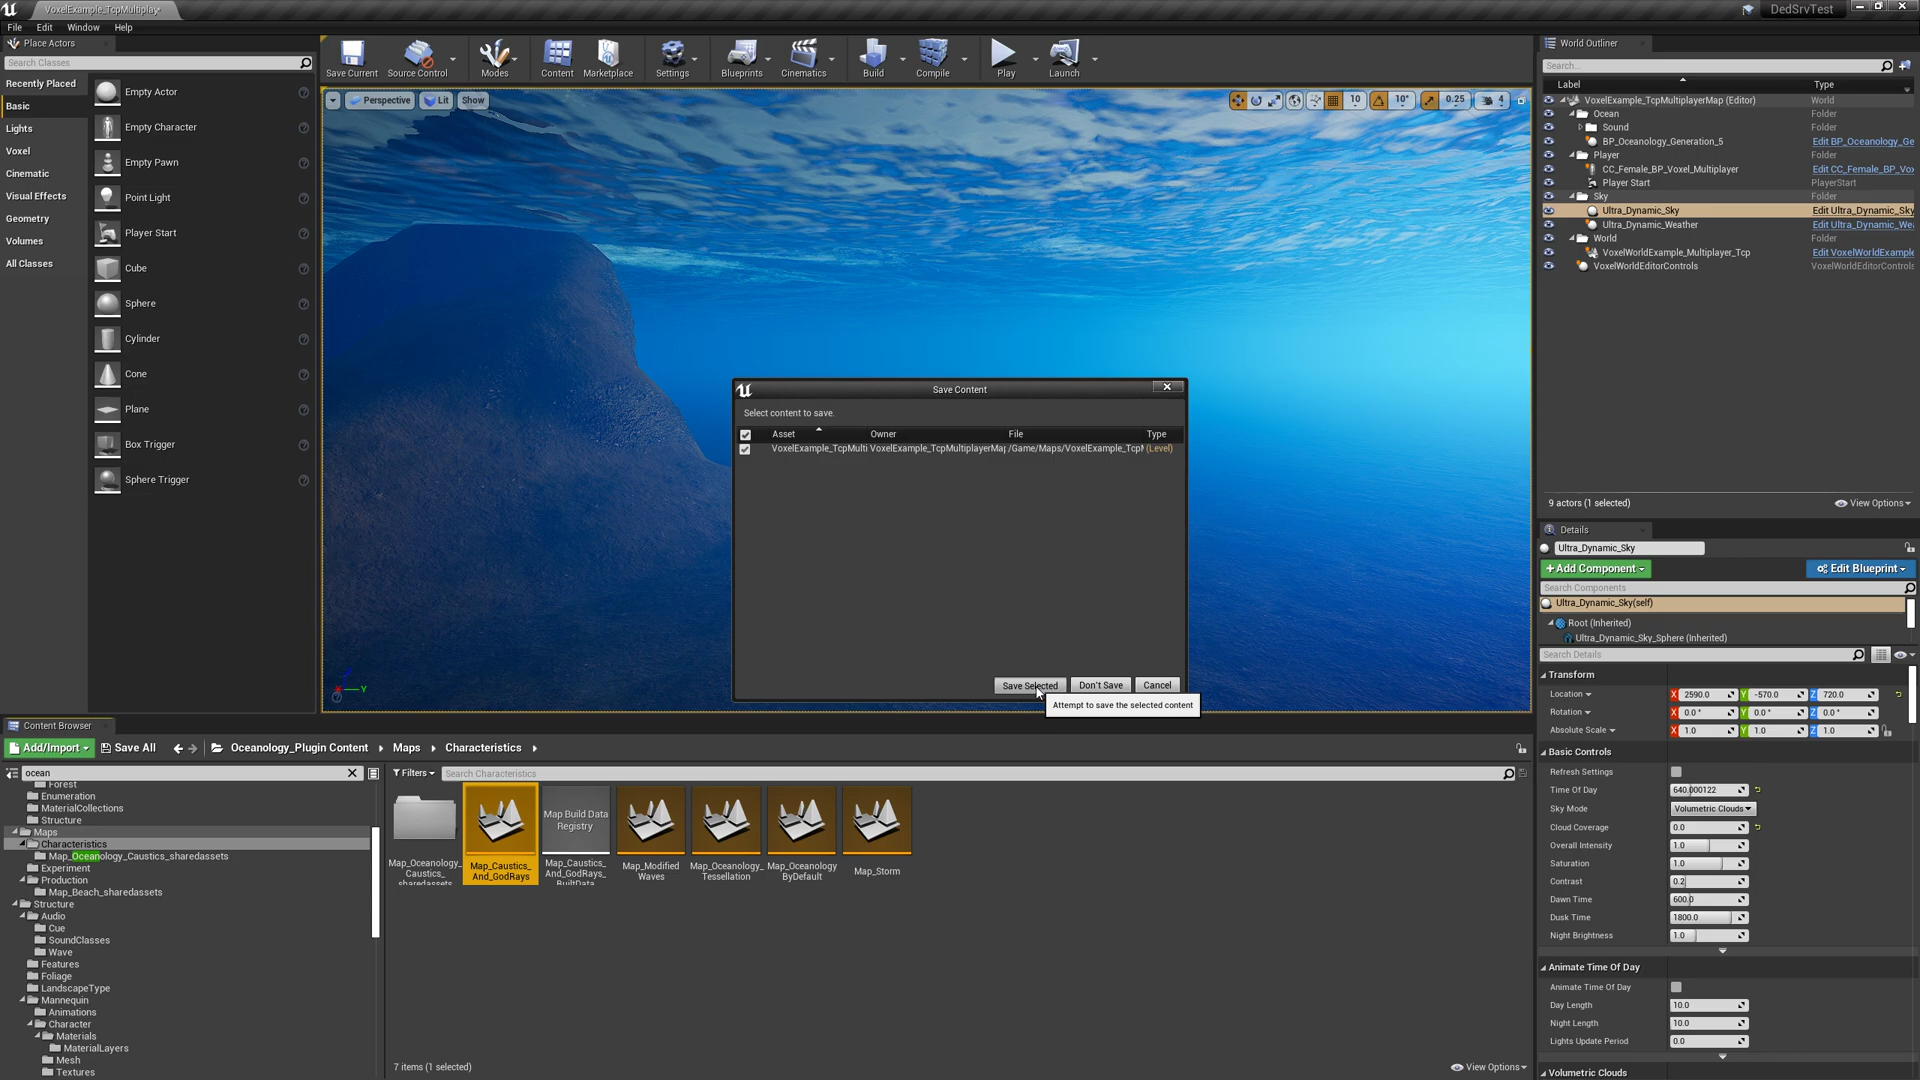 VoxelExample_TcpMultiplay
DedSrvTest
File
Edit
Window
Help
Place Actors
Search Classes
Recently Placed
Basic
Lights
Voxel
Cinematic
Visual Effects
Geometry
Volumes
All Classes
Empty Actor
Empty Character
Empty Pawn
Point Light
Player Start
Cube
Sphere
Cylinder
Cone
Plane
Box Trigger
Sphere Trigger
Save Current
Source Control
Modes
Content
Marketplace
Settings
Blueprints
Cinematics
Build
Compile
Play
Launch
Perspective
Lit
Show
10
10°
0.25
4
Save Content
Select content to save.
Asset
Owner
File
Type
VoxelExample_TcpMulti VoxelExample_TcpMultiplayerMap /Game/Maps/VoxelExample_TcpM (Level)
Save Selected
Don't Save
Cancel
Attempt to save the selected content
Y
World Outliner
Search...
Label
Type
VoxelExample_TcpMultiplayerMap (Editor)
World
Ocean
Folder
Sound
Folder
BP_Oceanology_Generation_5
Edit BP_Oceanology_Ge
Player
Folder
CC_Female_BP_Voxel_Multiplayer
Edit CC_Female_BP_Vox
Player Start
PlayerStart
Sky
Folder
Ultra_Dynamic_Sky
Edit Ultra_Dynamic_Sky
Ultra_Dynamic_Weather
Edit Ultra_Dynamic_Wea
World
Folder
VoxelWorldExample_Multiplayer_Tcp
Edit VoxelWorldExample
VoxelWorldEditorControls
VoxelWorldEditorControls
9 actors (1 selected)
View Options
Details
Ultra_Dynamic_Sky
+Add Component
Edit Blueprint
Search Components
Ultra_Dynamic_Sky(self)
Root (Inherited)
Ultra_Dynamic_Sky_Sphere (Inherited)
Search Details
Transform
Location
X 2590.0 Y -570.0 Z 720.0
Rotation
X 0.0 ° Y 0.0 ° Z 0.0 °
Absolute Scale
X 1.0 Y 1.0 Z 1.0
Basic Controls
Refresh Settings
Time Of Day
640.000122
Sky Mode
Volumetric Clouds
Cloud Coverage
0.0
Overall Intensity
1.0
Saturation
1.0
Contrast
0.2
Dawn Time
600.0
Dusk Time
1800.0
Night Brightness
1.0
Animate Time Of Day
Animate Time Of Day
Day Length
10.0
Night Length
10.0
Lights Update Period
0.0
Volumetric Clouds
Content Browser
Add/Import
Save All
Oceanology_Plugin Content
Maps
Characteristics
ocean
Filters
Search Characteristics
Forest
Enumeration
MaterialCollections
Structure
Maps
Characteristics
Map_Oceanology_Caustics_sharedassets
Experiment
Production
Map_Beach_sharedassets
Structure
Audio
Cue
SoundClasses
Wave
Features
Foliage
LandscapeType
Mannequin
Animations
Character
Materials
MaterialLayers
Mesh
Textures
Map_Oceanology_
Caustics_
sharedassets
Map_Caustics_
And_GodRays
Map Build Data
Registry
Map_Caustics_
And_GodRays_
BuiltData
Map_Modified
Waves
Map_Oceanology_
Tessellation
Map_Oceanology
ByDefault
Map_Storm
7 items (1 selected)
View Options